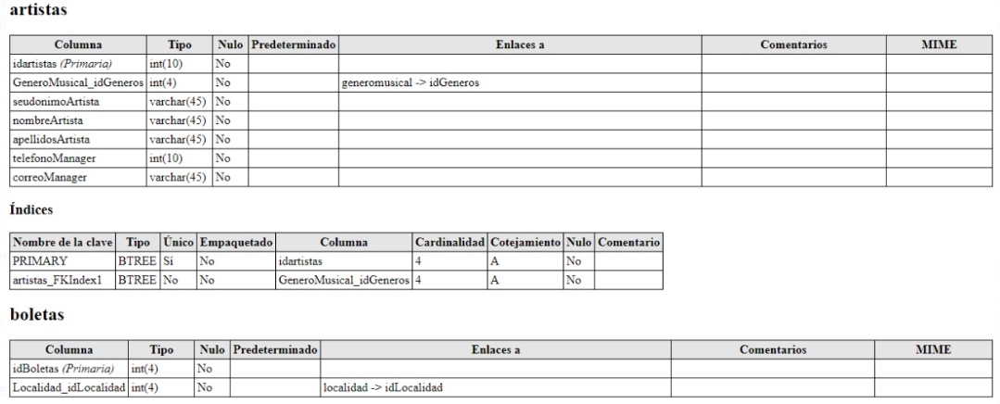 artistas
Columna Tipo Nulo Predeterminado Enlaces a Comentarios MIME
idartistas (Primaria) int(10) No
GeneroMusical_idGeneros int(4) No generomusical -> idGeneros
seudonimoArtista varchar(45) No
nombreArtista varchar(45) No
apellidosArtista varchar(45) No
telefonoManager int(10) No
correoManager varchar(45) No
Índices
Nombre de la clave Tipo Único Empaquetado Columna Cardinalidad Cotejamiento Nulo Comentario
PRIMARY BTREE Sí No idartistas 4 A No
artistas_FKIndex1 BTREE No No GeneroMusical_idGeneros 4 A No
boletas
Columna Tipo Nulo Predeterminado Enlaces a Comentarios MIME
idBoletas (Primaria) int(4) No
Localidad_idLocalidad int(4) No localidad -> idLocalidad